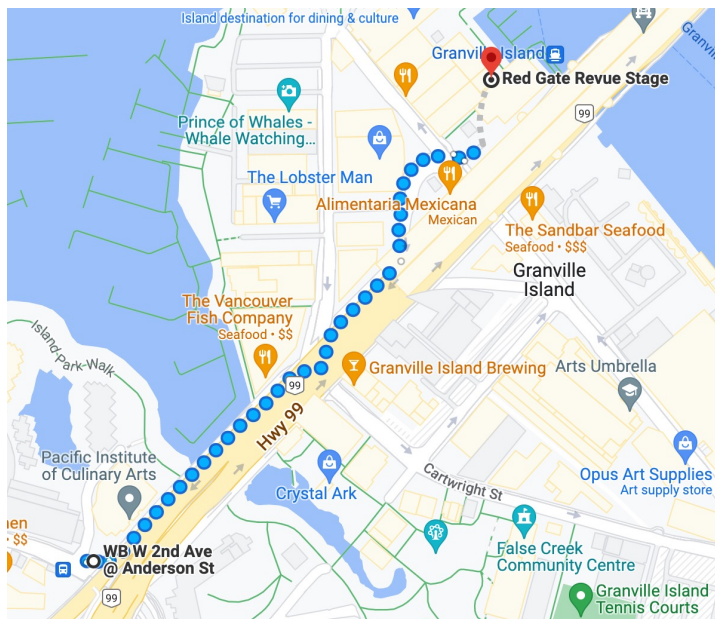 Island destination for dining & culture
Granville Island
Red Gate Revue Stage
99
Prince of Whales -
Whale Watching...
The Lobster Man
Alimentaria Mexicana
Mexican
The Sandbar Seafood
Seafood • $$$
Granville
Island
The Vancouver
Fish Company
Seafood • $$
Island Park Walk
99
Hwy 99
Granville Island Brewing
Arts Umbrella
Pacific Institute
of Culinary Arts
Crystal Ark
Cartwright St
Opus Art Supplies
Art supply store
$$
WB W 2nd Ave
@ Anderson St
99
False Creek
Community Centre
Granville Island
Tennis Courts